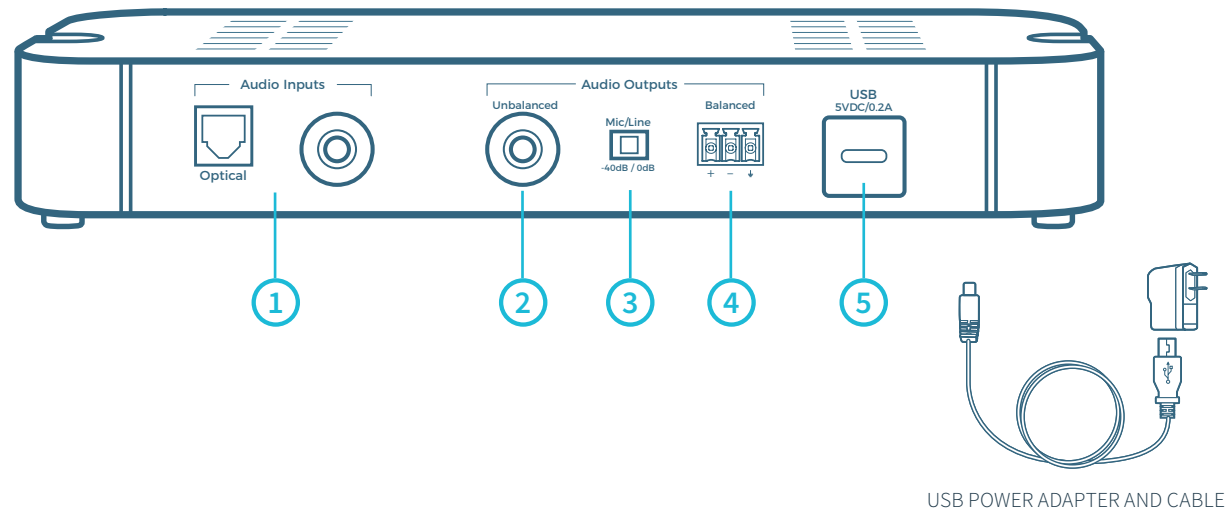 Audio Inputs
Audio Outputs
Optical
Unbalanced
Mic/Line
-40dB / 0dB
Balanced
+ − ↓
USB
5VDC/0.2A
1
2
3
4
5
USB POWER ADAPTER AND CABLE